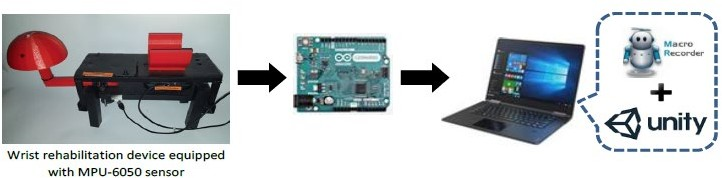 Macro
Recorder
+
unity
Wrist rehabilitation device equipped
with MPU-6050 sensor